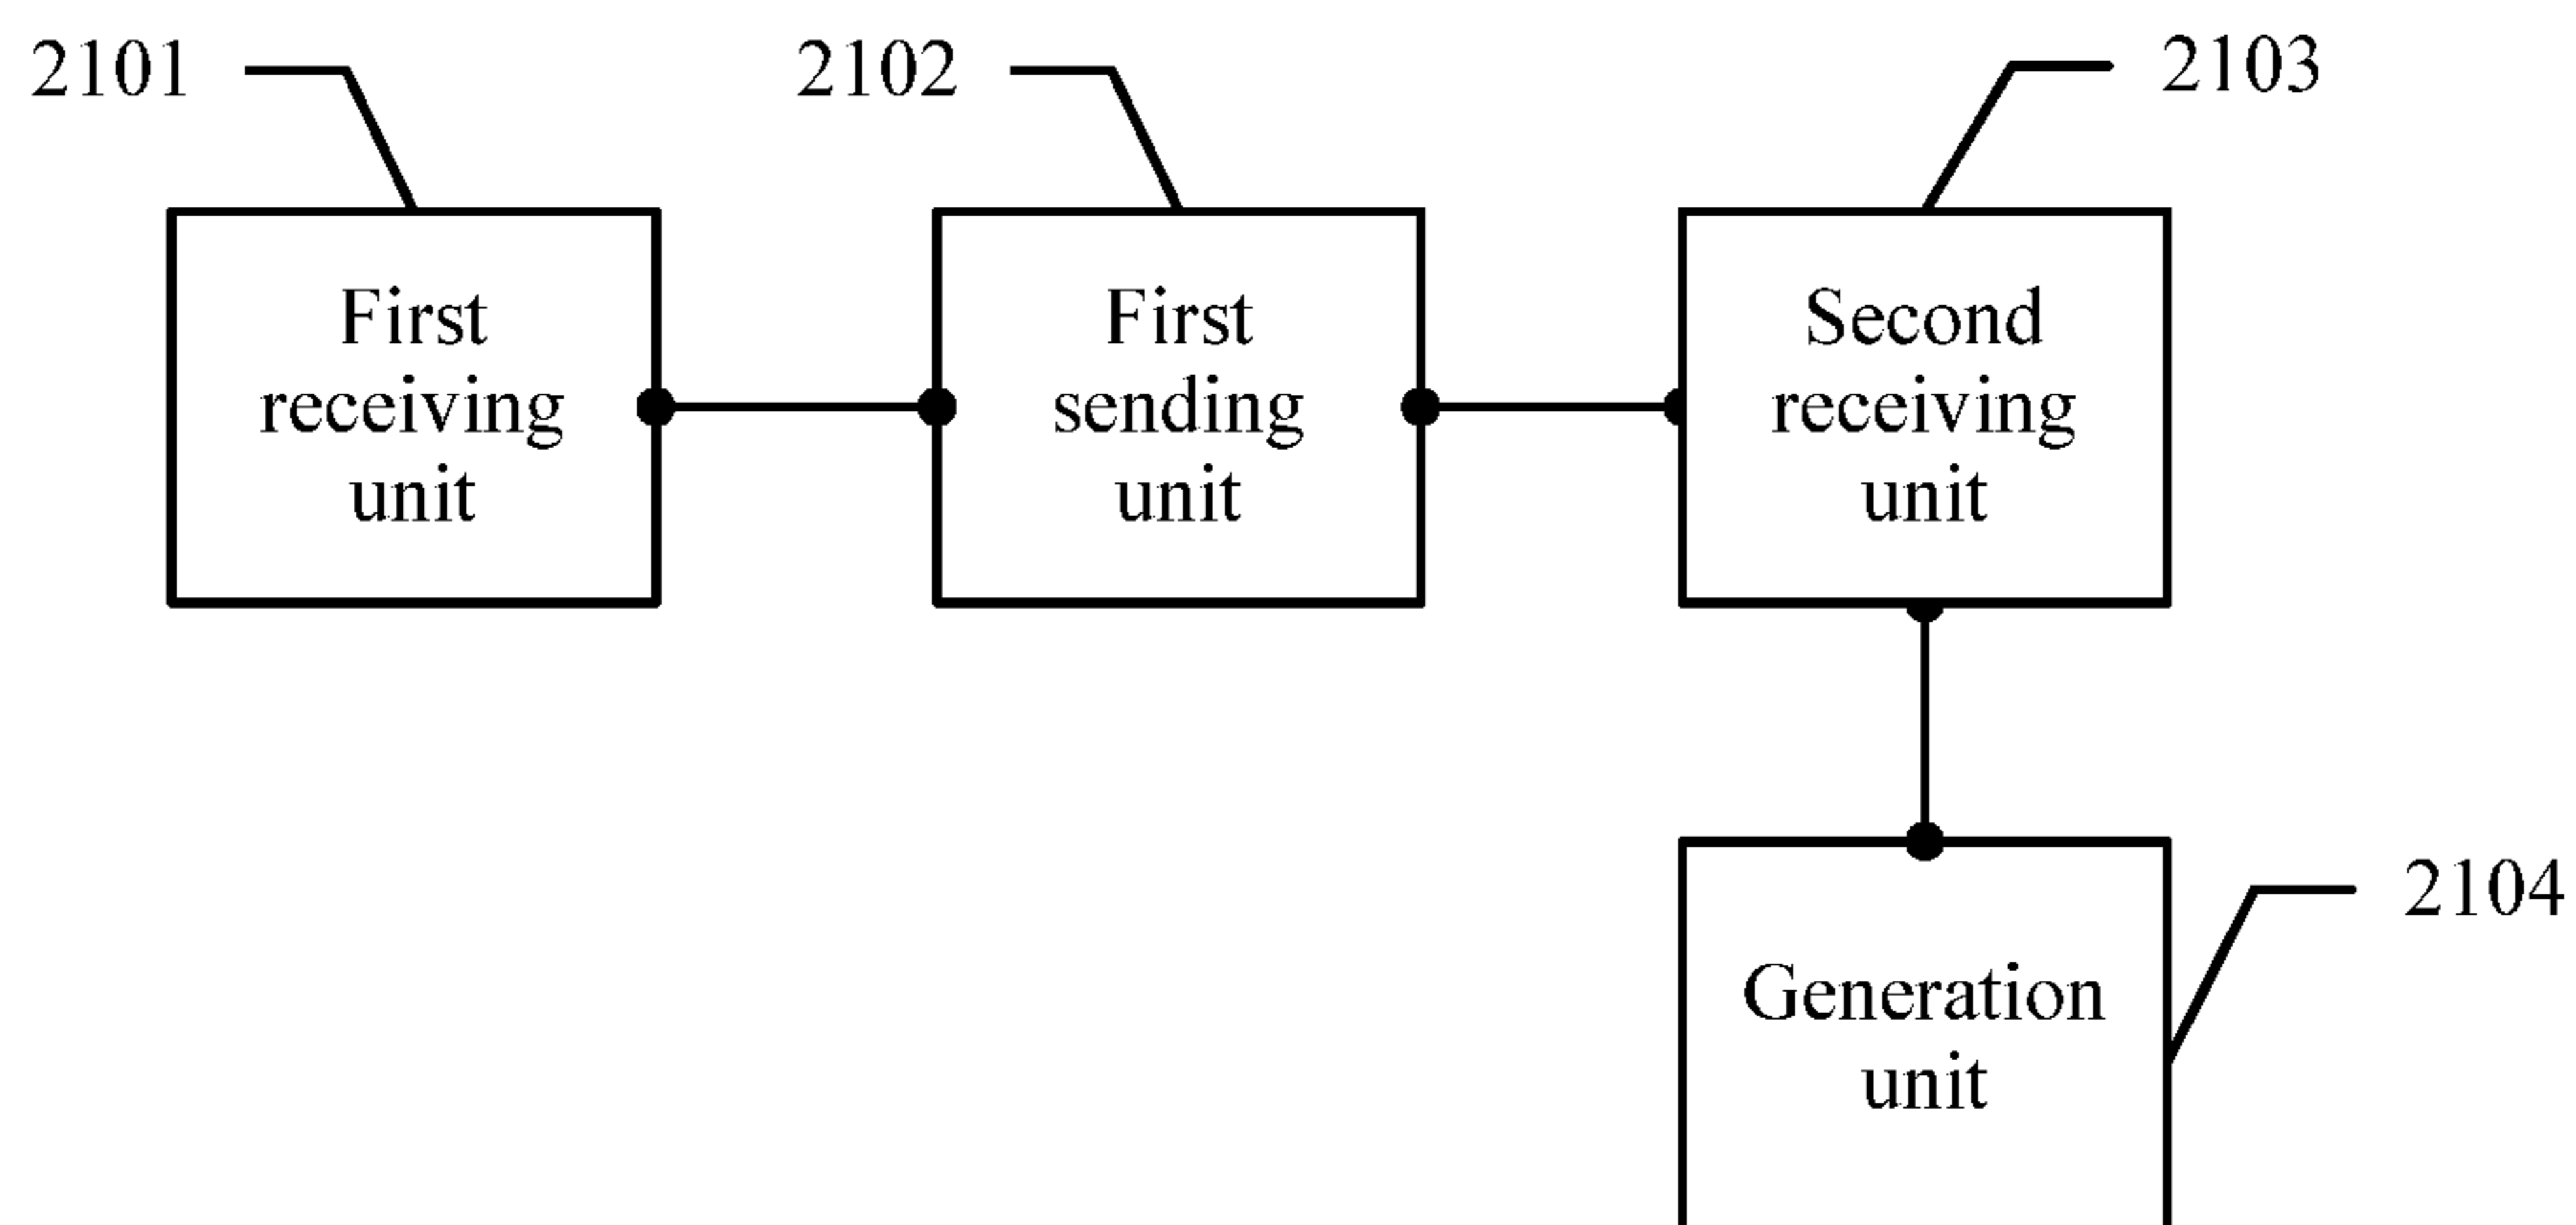 2101
2102
2103
First
receiving
unit
First
sending
unit
Second
receiving
unit
2104
Generation
unit